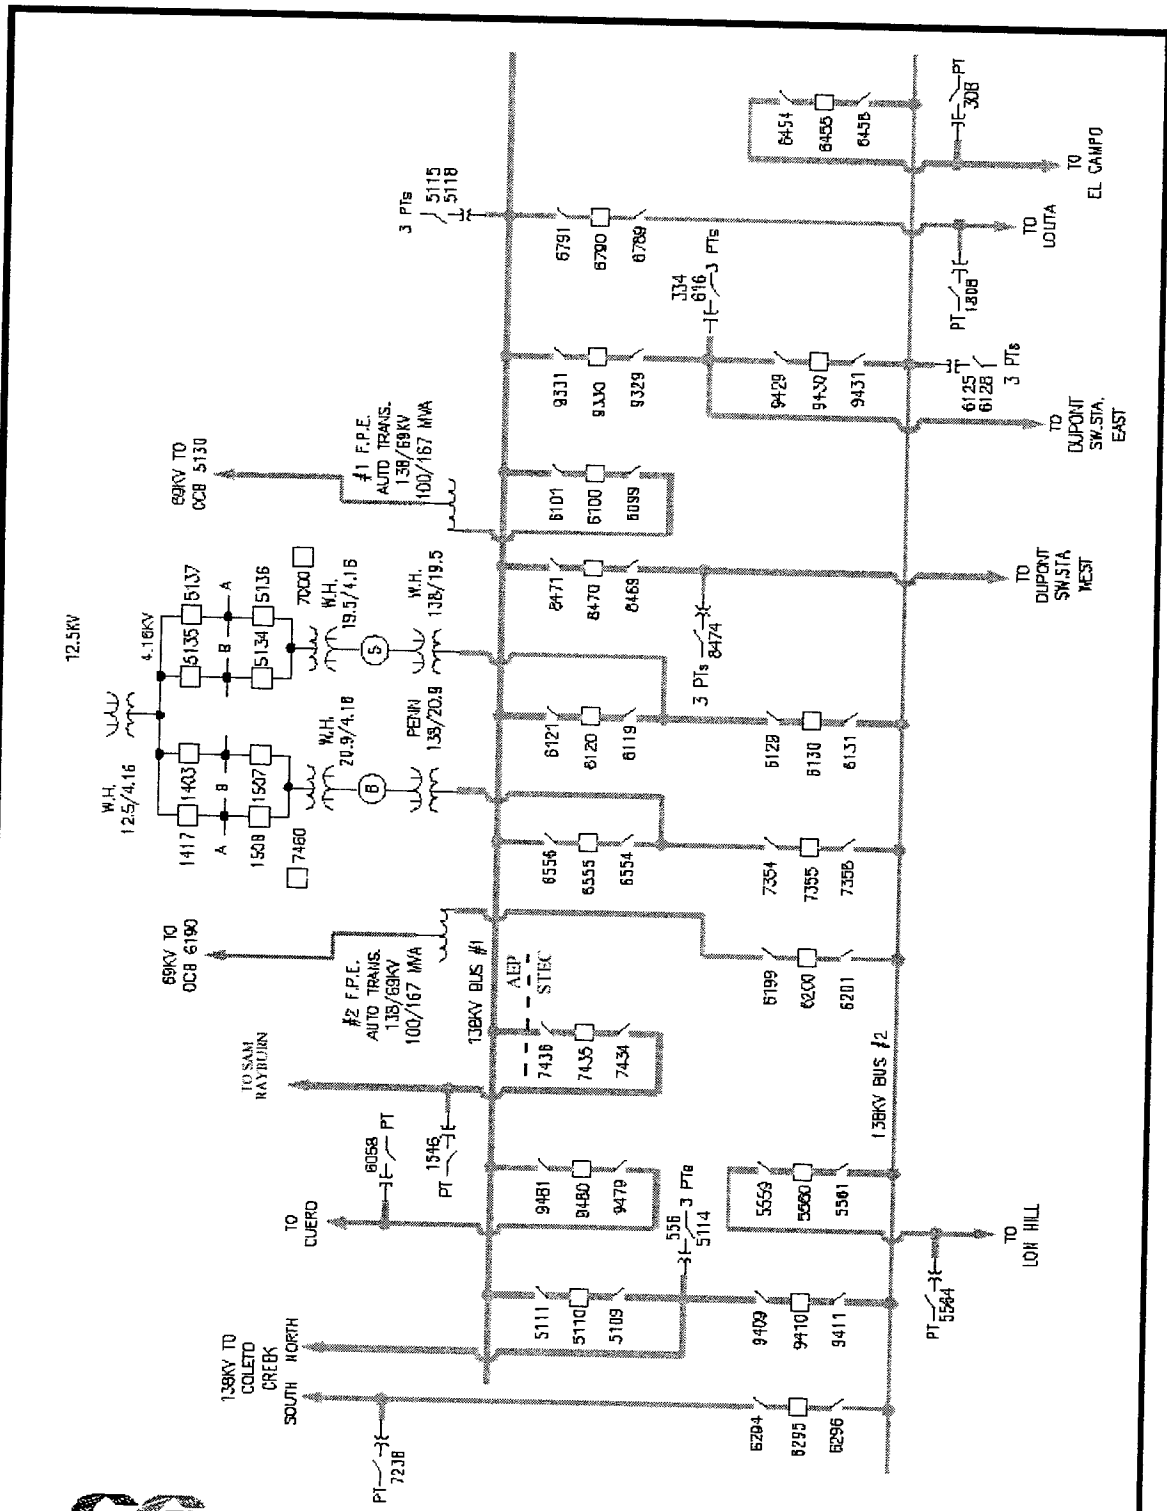 138KV TO
COLETO
CREEK
SOUTH NORTH
PT
7238
TO
CUERO
6058
PT
TO SAM
RAYBURN
1546
PT
69KV TO
OCB 6190
#2 F.P.E.
AUTO TRANS.
138/69KV
100/167 MVA
138KV BUS #1
AEP
STEC
W.H.
12.5/4.16
12.5KV
4.16KV
1417
1403
A
B
1508
1507
7460
W.H.
20.9/4.16
B
PENN
138/20.9
5135
5137
B
A
5134
5136
7000
W.H.
19.5/4.16
S
W.H.
138/19.5
69KV TO
OCB 5130
#1 F.P.E.
AUTO TRANS.
138/69KV
100/167 MVA
3 PTs
5115
5118
5111
5110
5109
556
5114
3 PTs
9481
9480
9479
7436
7435
7434
6556
6555
6554
6121
6120
6119
8471
8470
8469
3 PTs
8474
6101
6100
6099
9331
9330
9329
334
616
3 PTs
6791
6790
6789
6454
6455
6456
PT
308
6294
6295
6296
9409
9410
9411
5559
5560
5561
PT
5564
TO
LON HILL
138KV BUS #2
6199
6200
6201
7354
7355
7356
6129
6130
6131
TO
DUPONT
SW.STA
WEST
9429
9430
9431
6125
6128
3 PTs
TO
DUPONT
SW.STA.
EAST
PT
1808
TO
LOLITA
TO
EL CAMPO